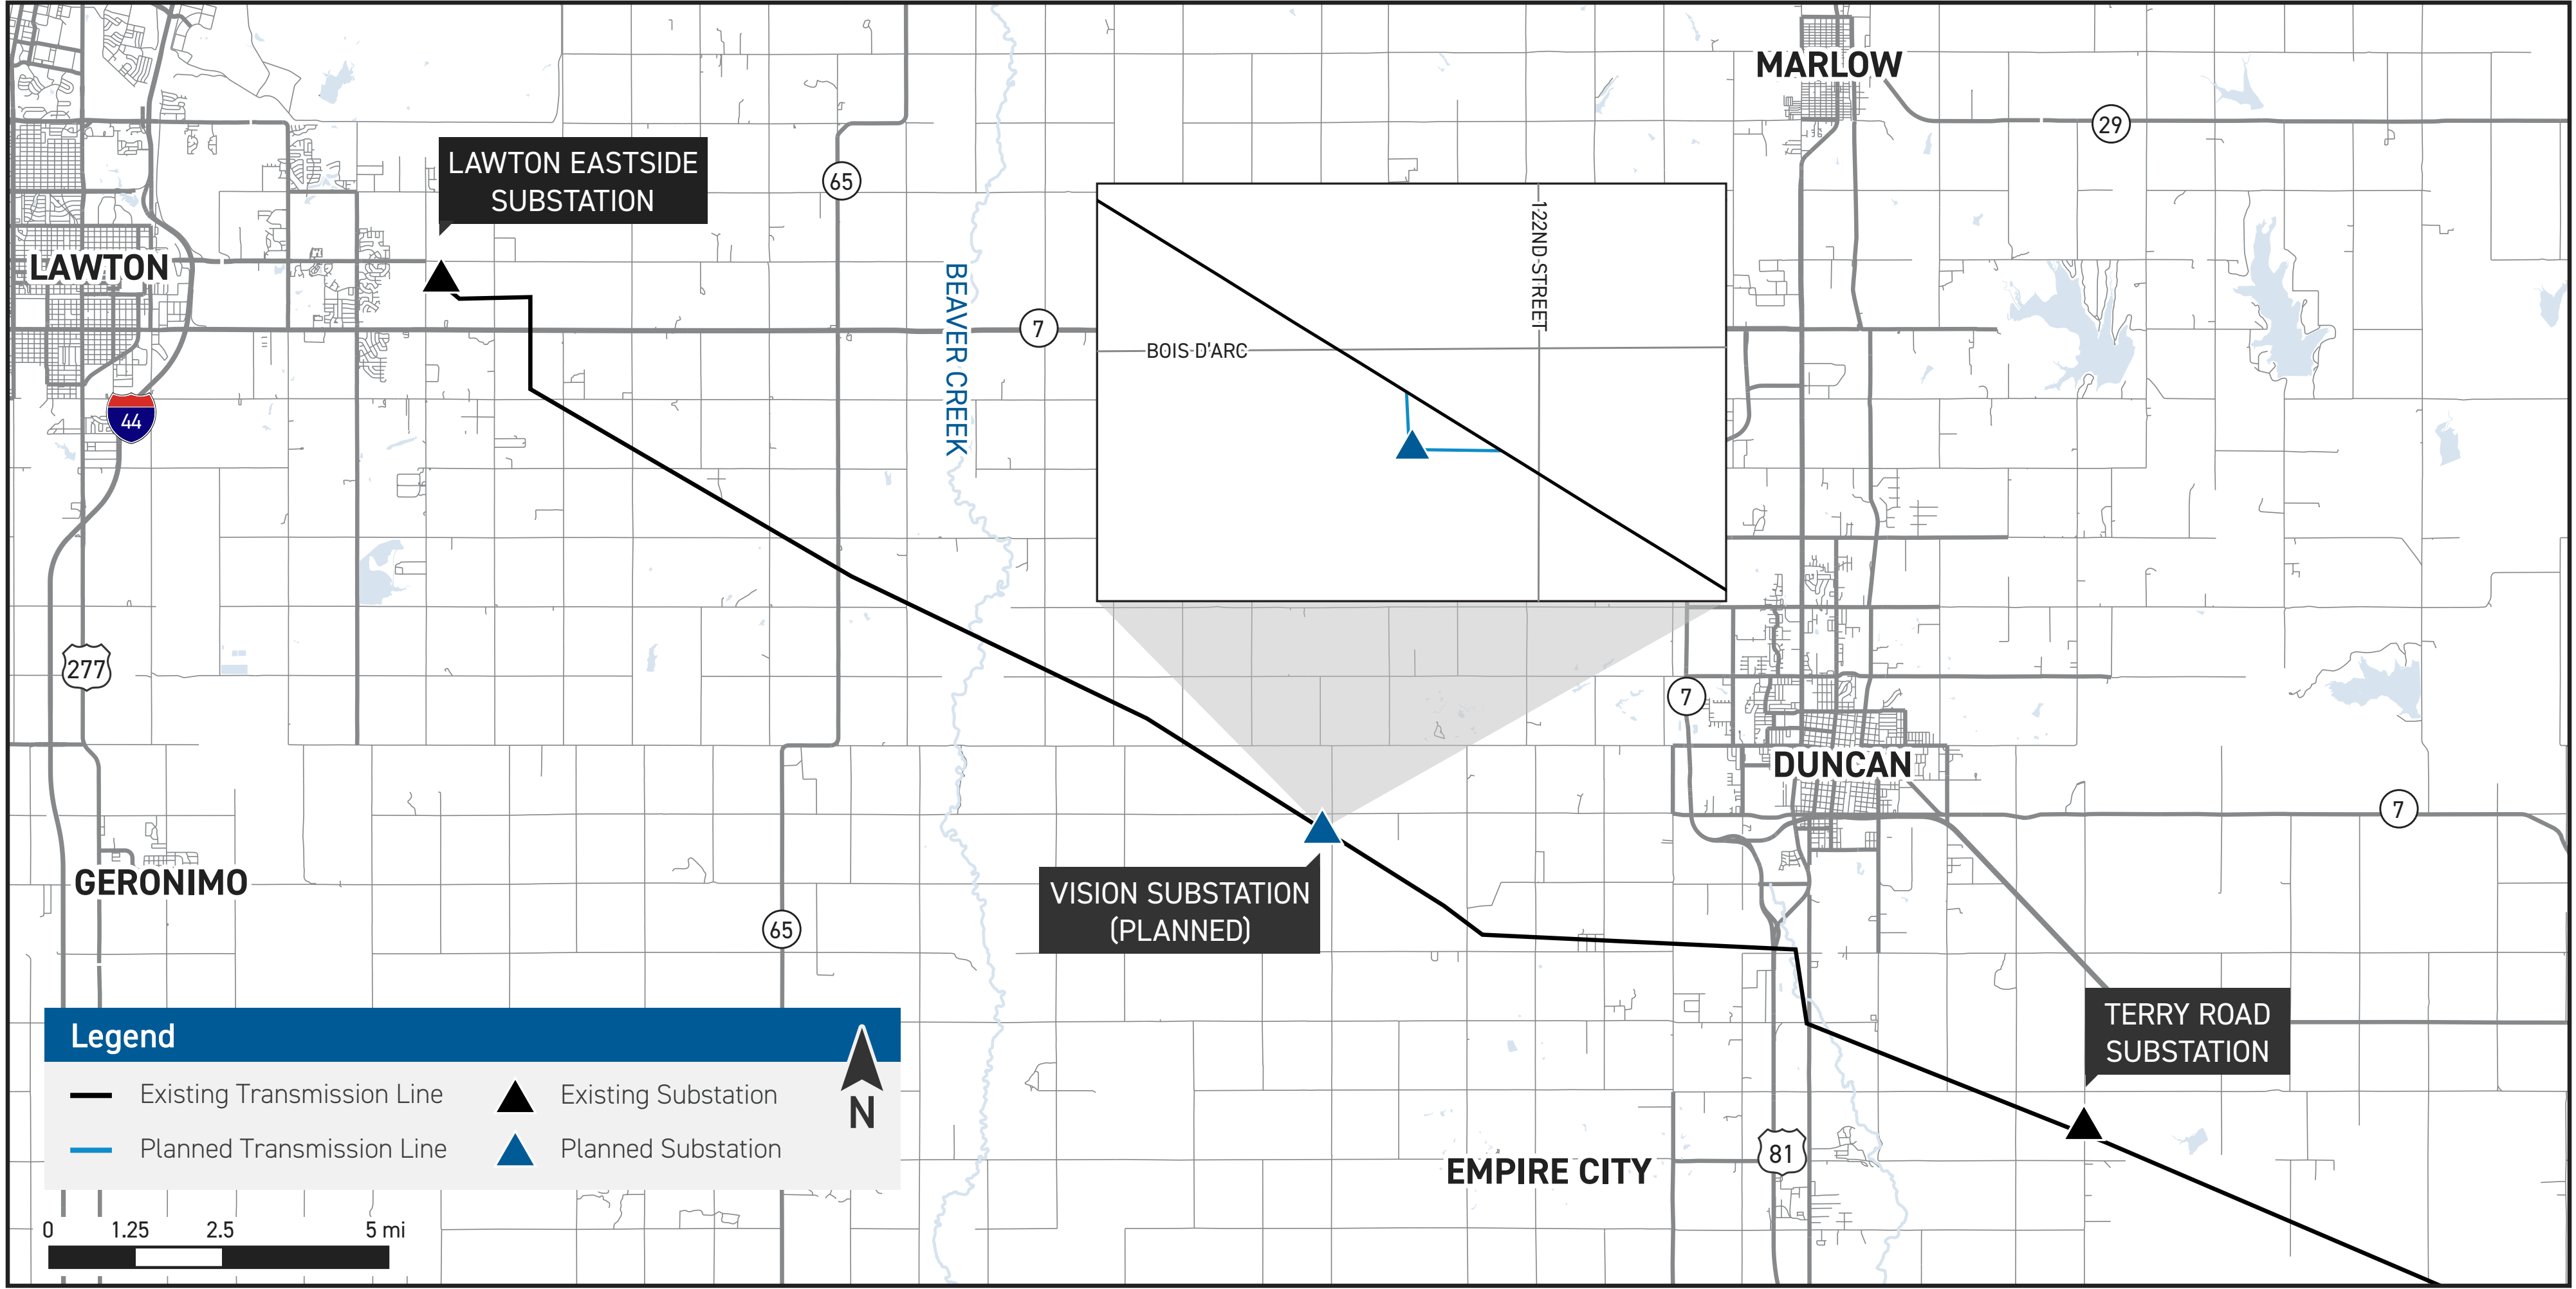 MARLOW
29
LAWTON EASTSIDE
SUBSTATION
65
122ND STREET
LAWTON
BEAVER CREEK
7
BOIS D'ARC
44
277
7
DUNCAN
7
GERONIMO
VISION SUBSTATION
(PLANNED)
65
TERRY ROAD
SUBSTATION
Legend
Existing Transmission Line
Existing Substation
Planned Transmission Line
Planned Substation
N
EMPIRE CITY
81
0 1.25 2.5 5 mi